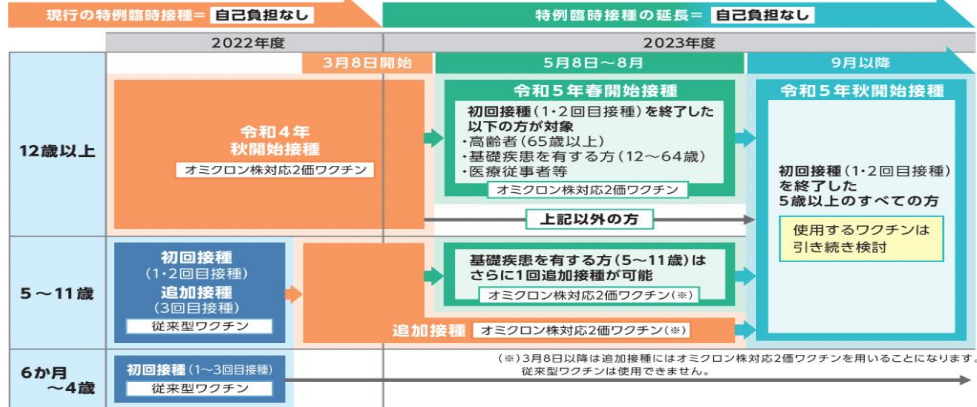 現行の特例臨時接種= 自己負担なし
特例臨時接種の延長= 自己負担なし
2022年度
2023年度
3月8日開始
5月8日~8月
9月以降
12歳以上
令和4年
秋開始接種
オミクロン株対応2価ワクチン
令和5年春開始接種
初回接種(1・2回目接種)を終了した
以下の方が対象
・高齢者(65歳以上)
・基礎疾患を有する方(12~64歳)
・医療従事者等
オミクロン株対応2価ワクチン
上記以外の方
令和5年秋開始接種
初回接種(1・2回目接種)
を終了した
5歳以上のすべての方
使用するワクチンは
引き続き検討
5~11歳
初回接種
(1・2回目接種)
追加接種
(3回目接種)
従来型ワクチン
基礎疾患を有する方(5~11歳)は
さらに1回追加接種が可能
オミクロン株対応2価ワクチン(※)
追加接種 オミクロン株対応2価ワクチン(※)
6か月
~4歳
初回接種(1~3回目接種)
従来型ワクチン
(※)3月8日以降は追加接種にはオミクロン株対応2価ワクチンを用いることになります。
従来型ワクチンは使用できません。